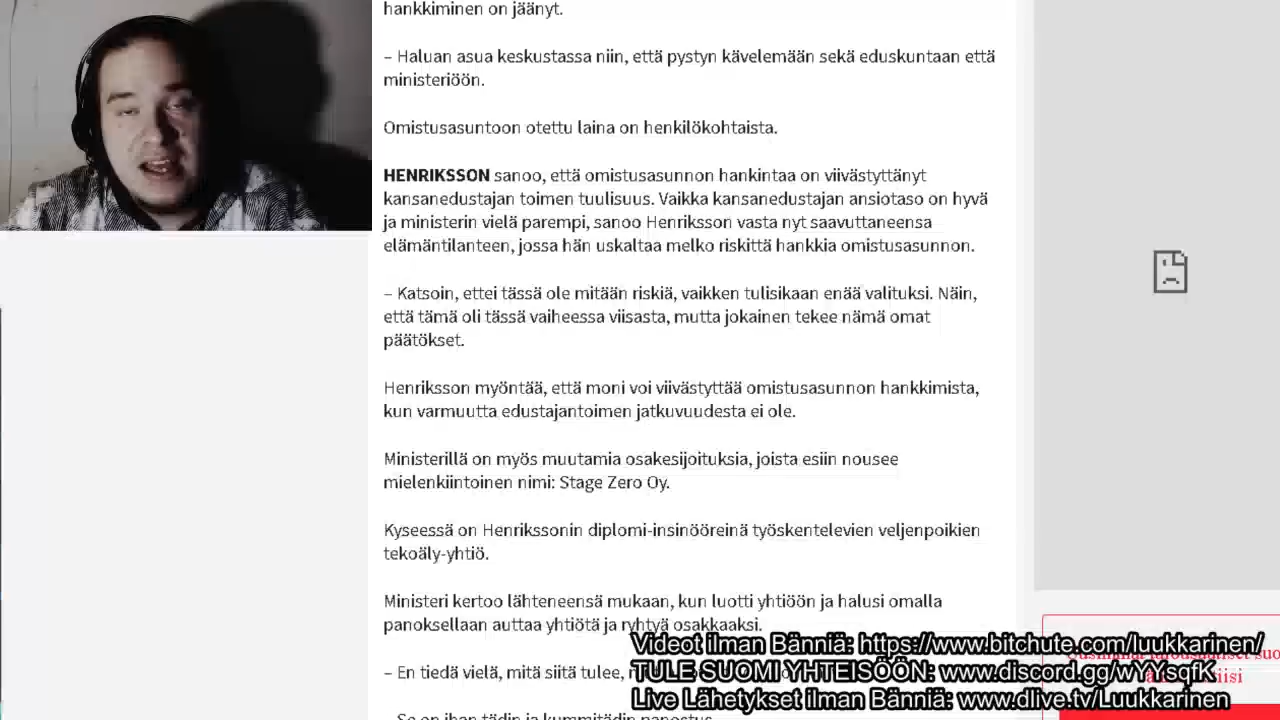 hankkiminen on jäänyt.
– Haluan asua keskustassa niin, että pystyn kävelemään sekä eduskuntaan että
ministeriöön.
Omistusasuntoon otettu laina on henkilökohtaista.
HENRIKSSON sanoo, että omistusasunnon hankintaa on viivästyttänyt
kansanedustajan toimen tuulisuus. Vaikka kansanedustajan ansiotaso on hyvä
ja ministerin vielä parempi, sanoo Henriksson vasta nyt saavuttaneensa
elämäntilanteen, jossa hän uskaltaa melko riskittä hankkia omistusasunnon.
– Katsoin, ettei tässä ole mitään riskiä, vaikken tulisikaan enää valituksi. Näin,
että tämä oli tässä vaiheessa viisasta, mutta jokainen tekee nämä omat
päätökset.
Henriksson myöntää, että moni voi viivästyttää omistusasunnon hankkimista,
kun varmuutta edustajantoimen jatkuvuudesta ei ole.
Ministerillä on myös muutamia osakesijoituksia, joista esiin nousee
mielenkiintoinen nimi: Stage Zero Oy.
Kyseessä on Henrikssonin diplomi-insinööreinä työskentelevien veljenpoikien
tekoäly-yhtiö.
Ministeri kertoo lähteneensä mukaan, kun luotti yhtiöön ja halusi omalla
panoksellaan auttaa yhtiötä ja ryhtyä osakkaaksi.
– En tiedä vielä, mitä siitä tulee,
– Se on ihan tädin ja kummitädin panostus.
Videot ilman Bänniä: https://www.bitchute.com/luukkarinen/
TULE SUOMI YHTEISÖÖN: www.discord.gg/wYYsqfK
Live Lähetykset ilman Bänniä: www.dlive.tv/Luukkarinen